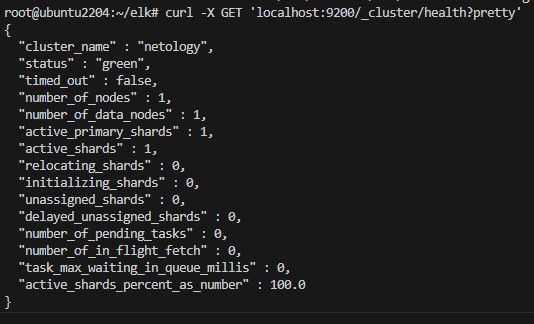 root@ubuntu2204:~/elk# curl -X GET 'localhost:9200/_cluster/health?pretty'
{
  "cluster_name" : "netology",
  "status" : "green",
  "timed_out" : false,
  "number_of_nodes" : 1,
  "number_of_data_nodes" : 1,
  "active_primary_shards" : 1,
  "active_shards" : 1,
  "relocating_shards" : 0,
  "initializing_shards" : 0,
  "unassigned_shards" : 0,
  "delayed_unassigned_shards" : 0,
  "number_of_pending_tasks" : 0,
  "number_of_in_flight_fetch" : 0,
  "task_max_waiting_in_queue_millis" : 0,
  "active_shards_percent_as_number" : 100.0
}